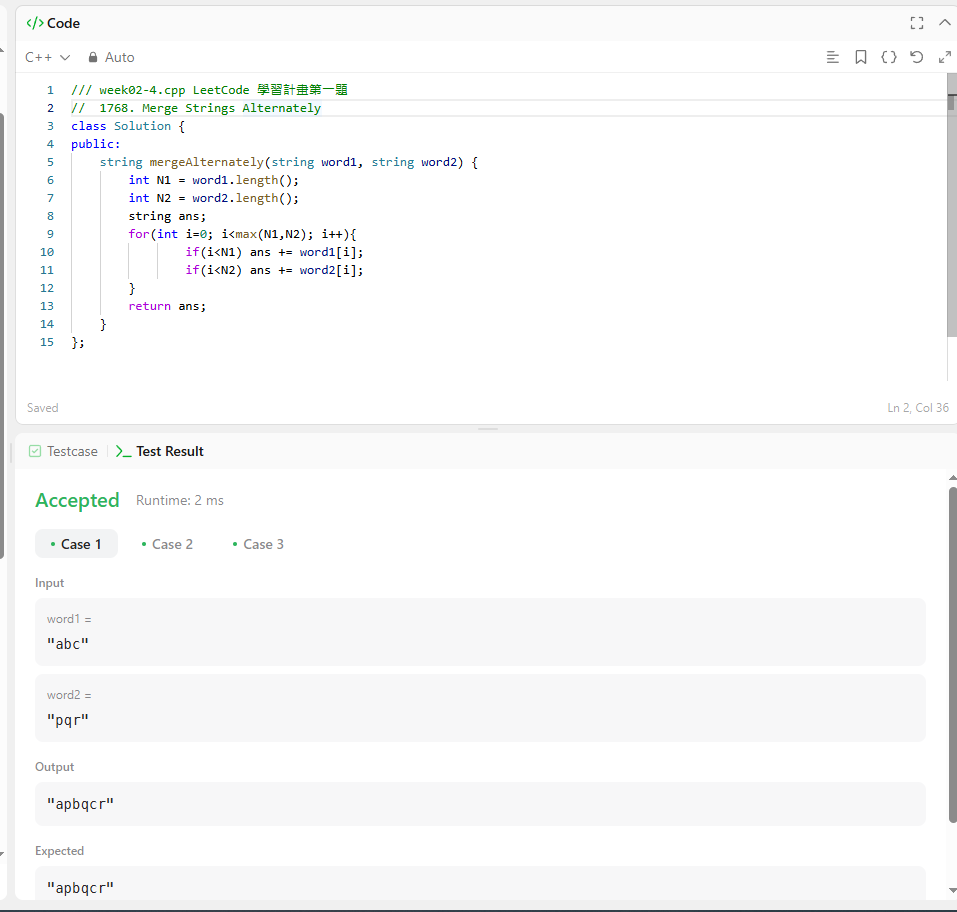 </> Code
C++ Auto
1 /// week02-4.cpp LeetCode 學習計畫第一題
2 //  1768. Merge Strings Alternately
3 class Solution {
4 public:
5     string mergeAlternately(string word1, string word2) {
6         int N1 = word1.length();
7         int N2 = word2.length();
8         string ans;
9         for(int i=0; i<max(N1,N2); i++){
10                 if(i<N1) ans += word1[i];
11                 if(i<N2) ans += word2[i];
12         }
13         return ans;
14     }
15 };
Saved Ln 2, Col 36
Testcase >_ Test Result
Accepted Runtime: 2 ms
• Case 1 • Case 2 • Case 3
Input
word1 =
"abc"
word2 =
"pqr"
Output
"apbqcr"
Expected
"apbqcr"